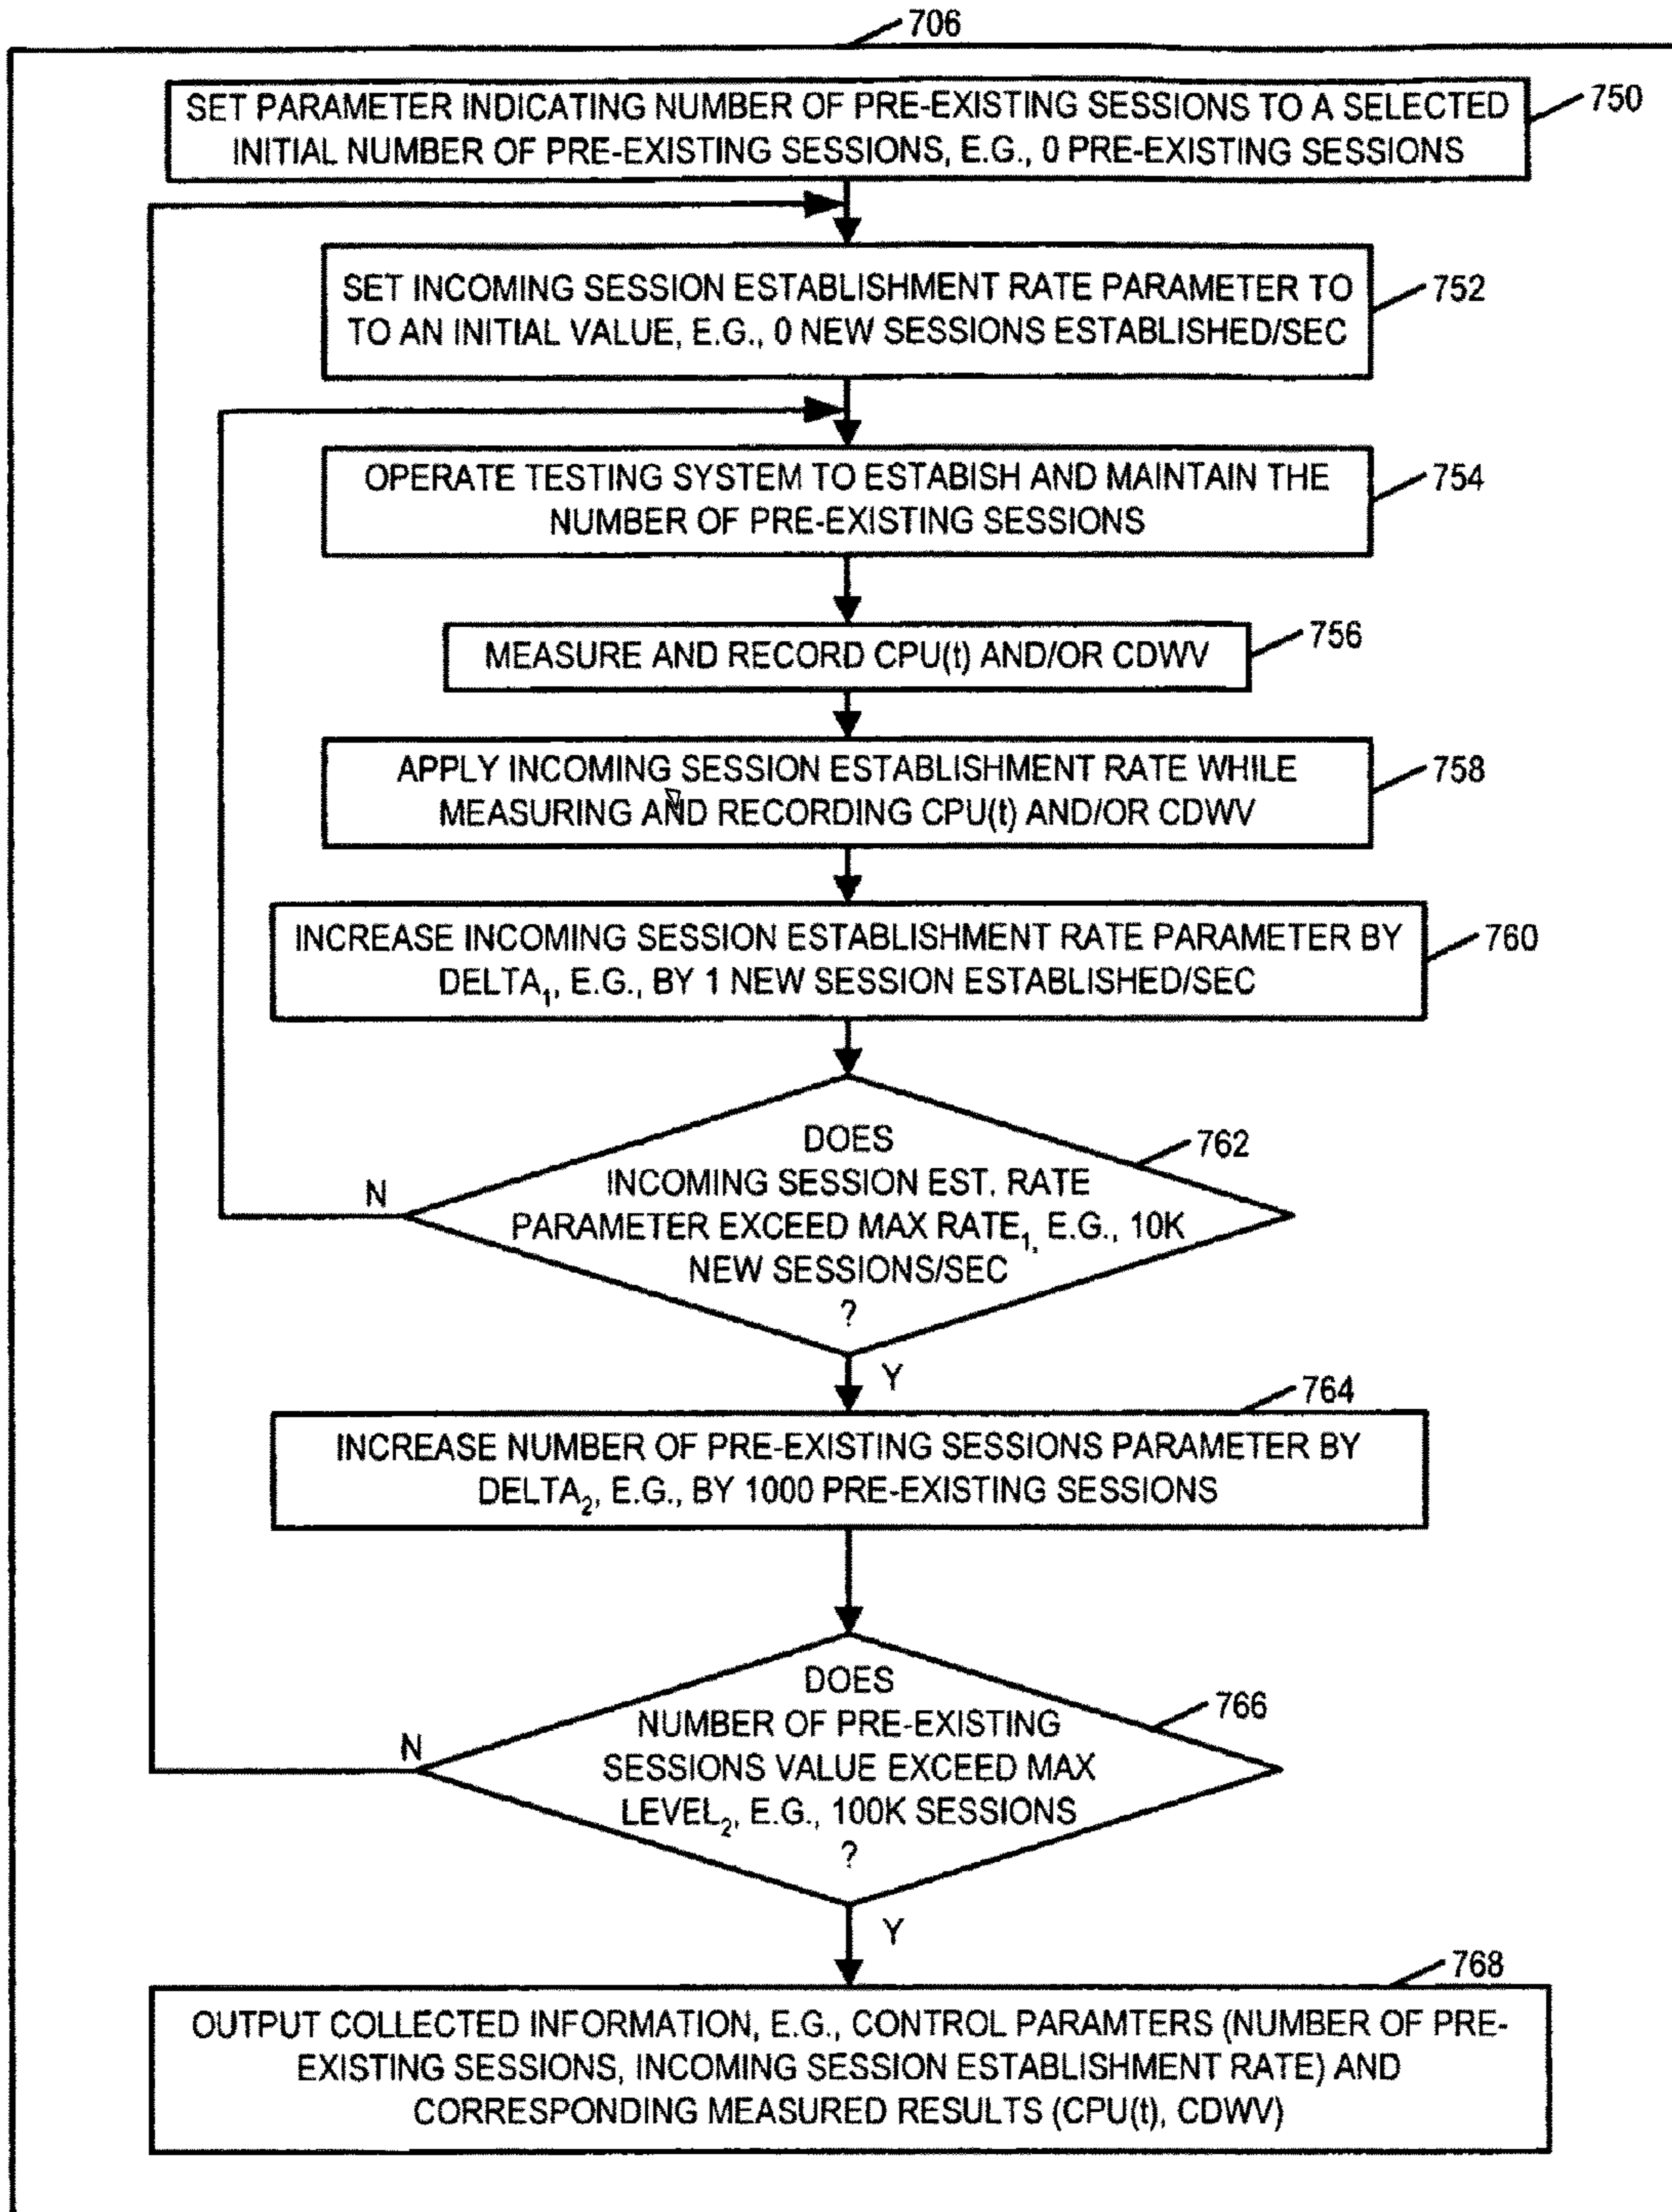 706
SET PARAMETER INDICATING NUMBER OF PRE-EXISTING SESSIONS TO A SELECTED
INITIAL NUMBER OF PRE-EXISTING SESSIONS, E.G., 0 PRE-EXISTING SESSIONS
750
SET INCOMING SESSION ESTABLISHMENT RATE PARAMETER TO
TO AN INITIAL VALUE, E.G., 0 NEW SESSIONS ESTABLISHED/SEC
752
OPERATE TESTING SYSTEM TO ESTABISH AND MAINTAIN THE
NUMBER OF PRE-EXISTING SESSIONS
754
MEASURE AND RECORD CPU(t) AND/OR CDWV
756
APPLY INCOMING SESSION ESTABLISHMENT RATE WHILE
MEASURING AND RECORDING CPU(t) AND/OR CDWV
758
INCREASE INCOMING SESSION ESTABLISHMENT RATE PARAMETER BY
DELTA₁, E.G., BY 1 NEW SESSION ESTABLISHED/SEC
760
DOES
INCOMING SESSION EST. RATE
PARAMETER EXCEED MAX RATE₁, E.G., 10K
NEW SESSIONS/SEC
?
762
N
Y
764
INCREASE NUMBER OF PRE-EXISTING SESSIONS PARAMETER BY
DELTA₂, E.G., BY 1000 PRE-EXISTING SESSIONS
DOES
NUMBER OF PRE-EXISTING
SESSIONS VALUE EXCEED MAX
LEVEL₂, E.G., 100K SESSIONS
?
766
N
Y
768
OUTPUT COLLECTED INFORMATION, E.G., CONTROL PARAMTERS (NUMBER OF PRE-
EXISTING SESSIONS, INCOMING SESSION ESTABLISHMENT RATE) AND
CORRESPONDING MEASURED RESULTS (CPU(t), CDWV)